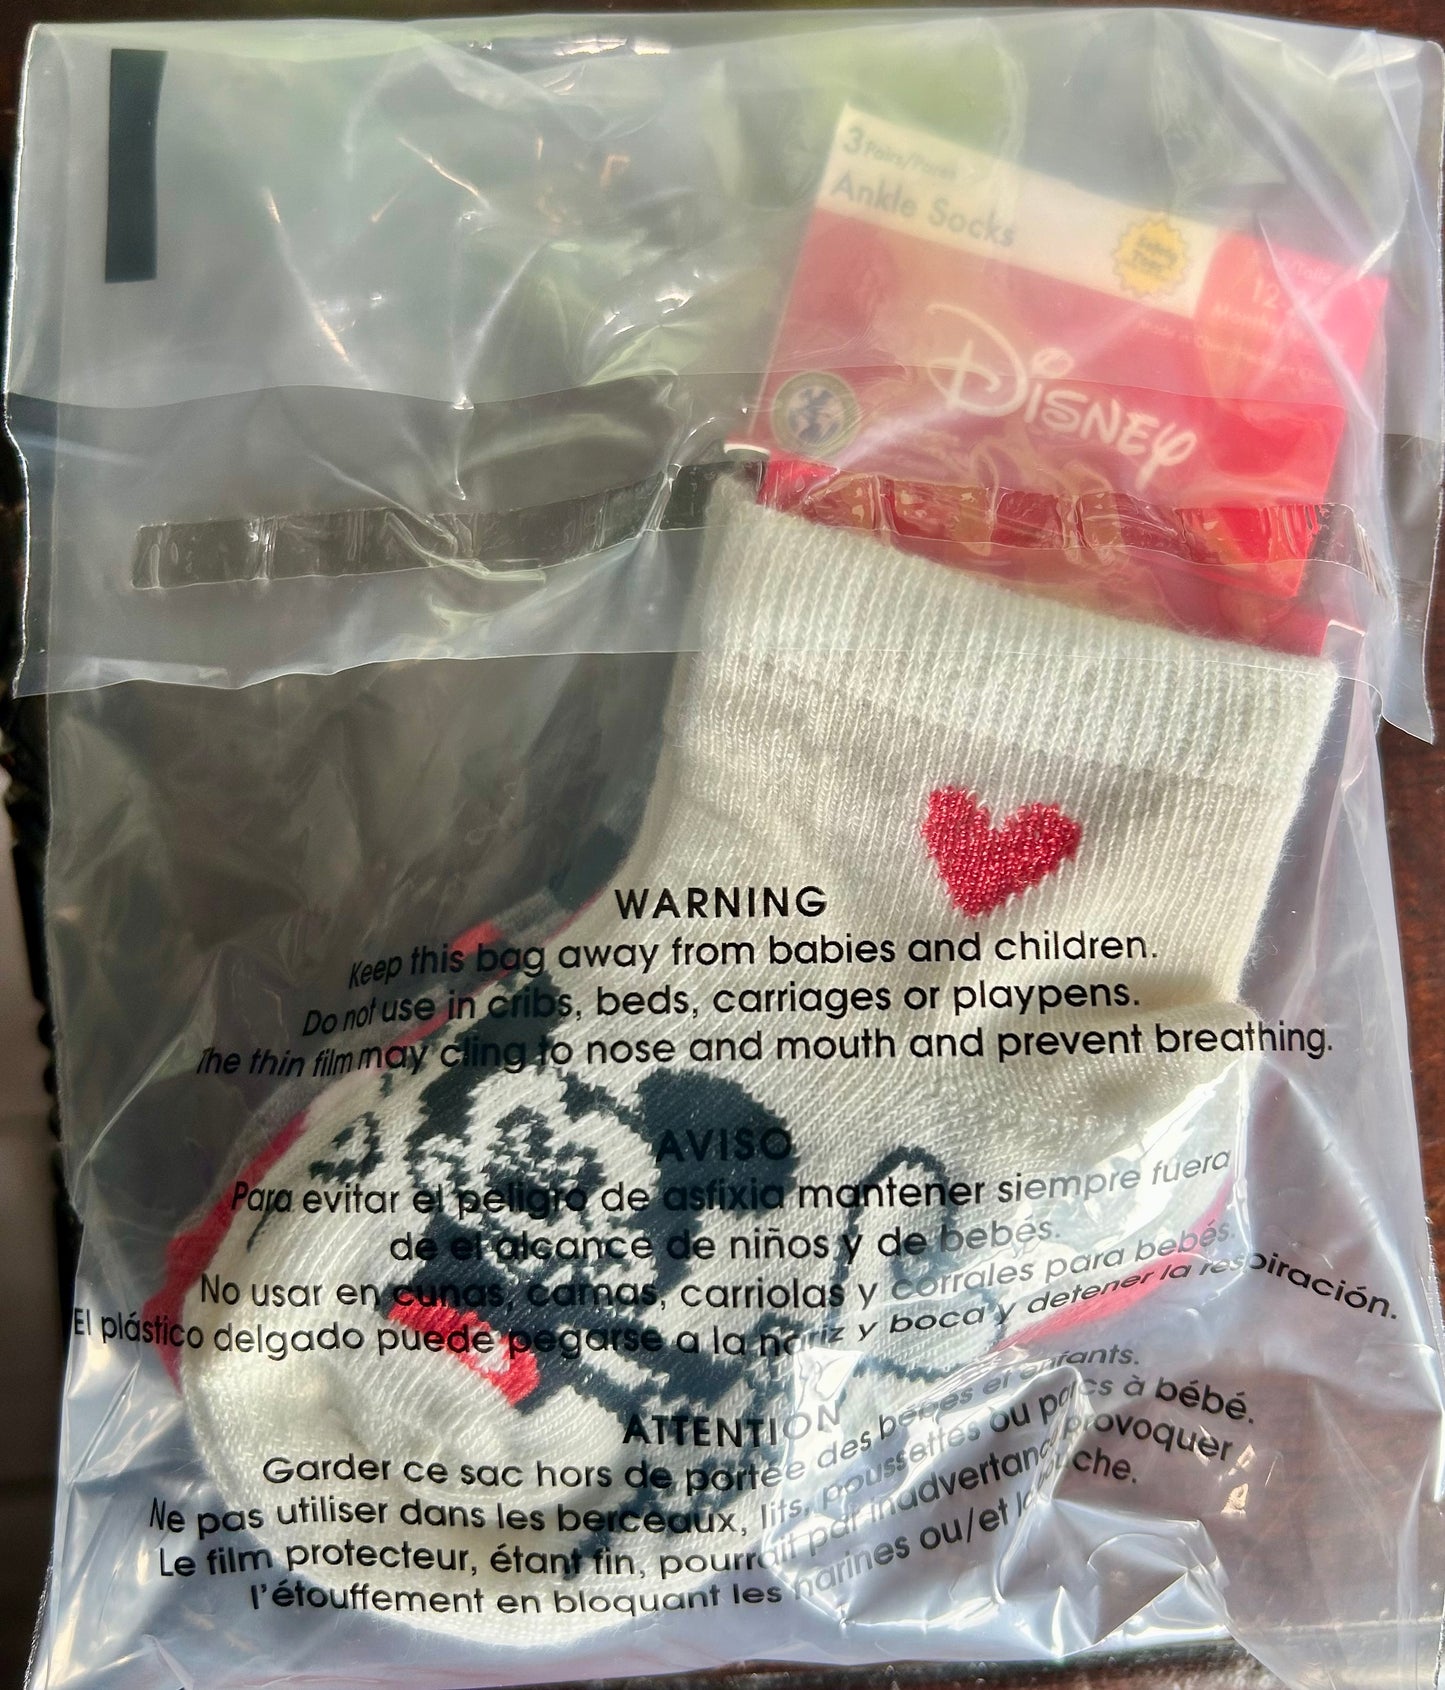 3 Pairs/Pares
Ankle Socks
12
DISNEY
WARNING
Keep this bag away from babies and children.
Do not use in cribs, beds, carriages or playpens.
The thin film may cling to nose and mouth and prevent breathing.
AVISO
Para evitar el peligro de asfixia mantener siempre fuera
de el alcance de niños y de bebés.
No usar en cunas, camas, carriolas y corrales para bebés.
El plástico delgado puede pegarse a la nariz y boca y detener la respiración.
ATTENTION
Garder ce sac hors de portée des bébés et enfants.
Ne pas utiliser dans les berceaux, lits, poussettes ou parcs à bébé.
Le film protecteur, étant fin, pourrait par inadvertance provoquer
l'étouffement en bloquant les narines ou/et la bouche.